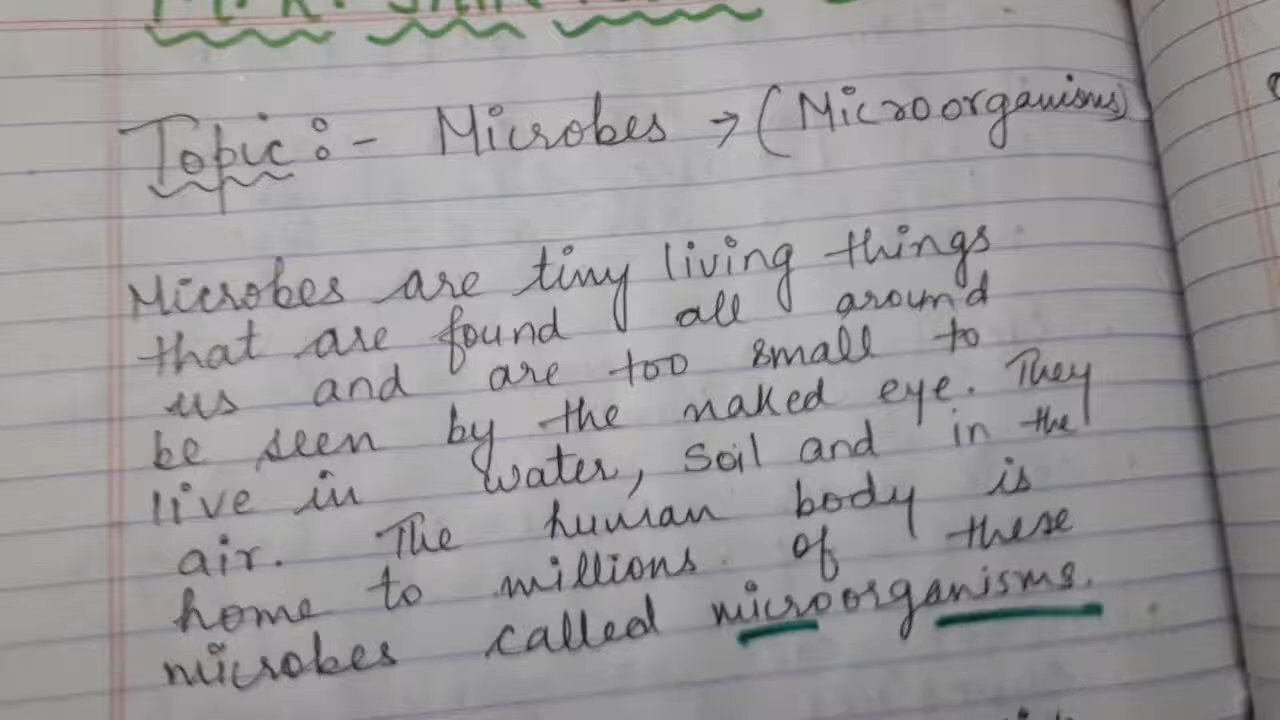 Topic:- Microbes → (Microorganisms)
Microbes are tiny living things
that are found all around
us and are too small to
be seen by the naked eye. They
live in water, soil and in the
air. The human body is
home to millions of these
microbes called microorganisms.